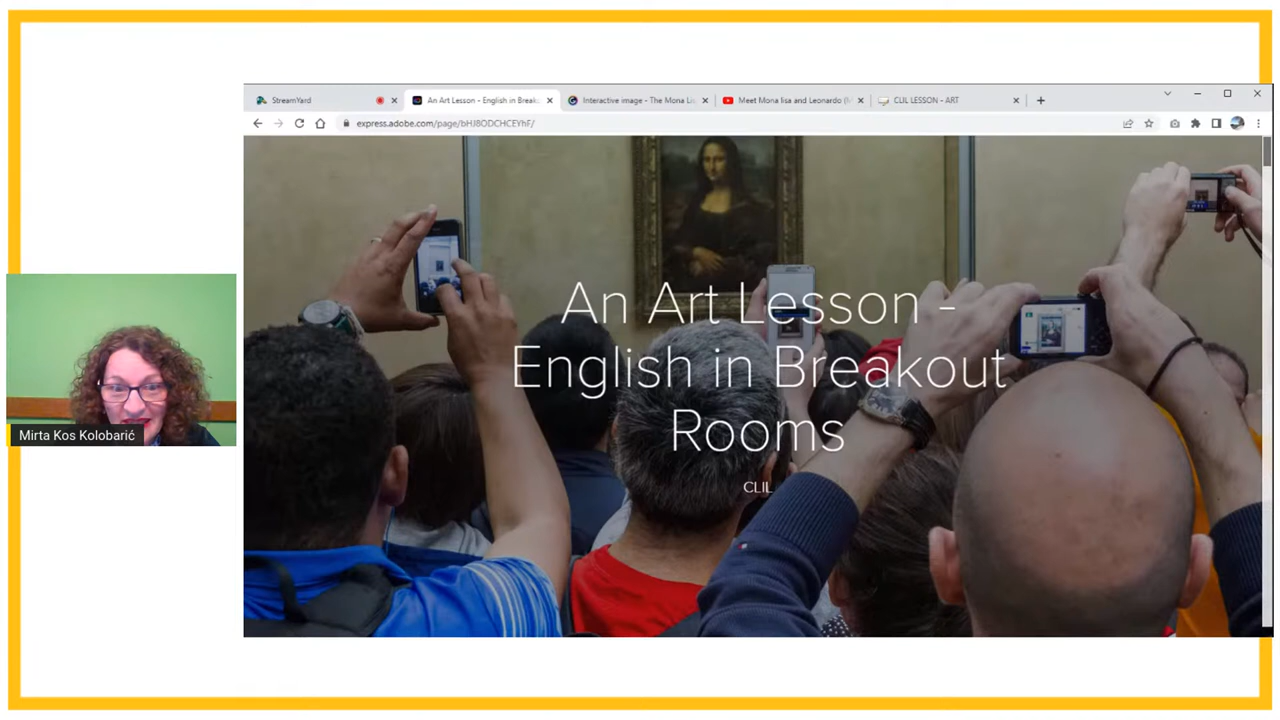 StreamYard
An Art Lesson - English in Break
Interactive image - The Mona Lis
Meet Mona lisa and Leonardo (M
CLIL LESSON - ART
express.adobe.com/page/bHJ8ODCHCEYhF/
An Art Lesson -
English in Breakout
Rooms
CLIL
Mirta Kos Kolobarić